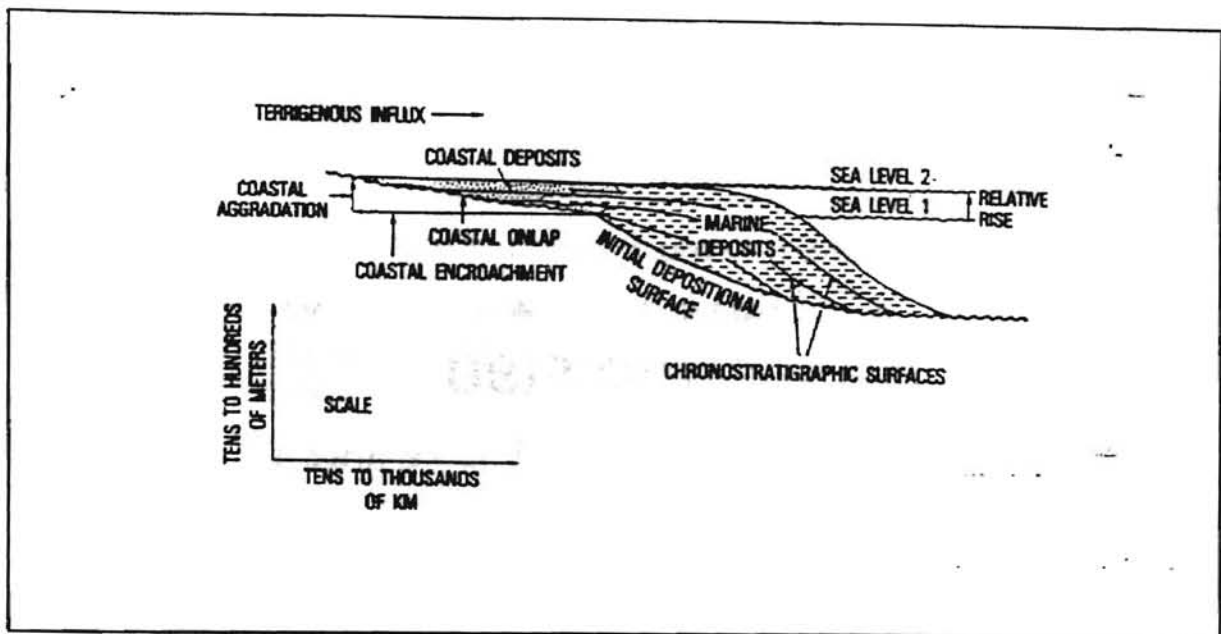 TERRIGENOUS INFLUX
COASTAL DEPOSITS
SEA LEVEL 2
COASTAL
AGGRADATION
SEA LEVEL 1
RELATIVE
RISE
MARINE
DEPOSITS
COASTAL ONLAP
COASTAL ENCROACHMENT
INITIAL DEPOSITIONAL
SURFACE
CHRONOSTRATIGRAPHIC SURFACES
TENS TO HUNDREDS
OF METERS
SCALE
TENS TO THOUSANDS
OF KM